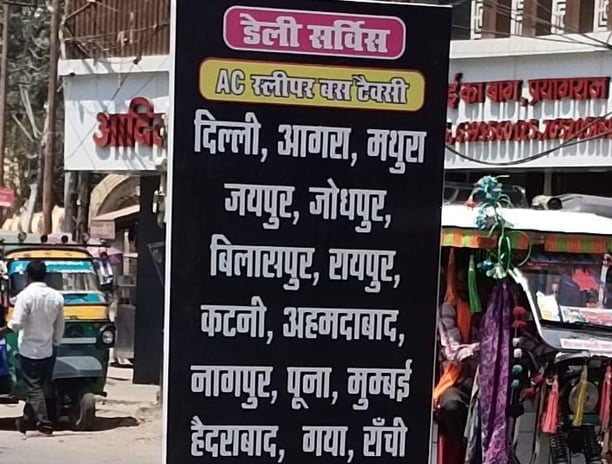 डेली सर्विस
AC स्लीपर बस टैक्सी
दिल्ली, आगरा, मथुरा
जयपुर, जोधपुर,
बिलासपुर, रायपुर,
कटनी, अहमदाबाद,
नागपुर, पूना, मुम्बई
हैदराबाद, गया, राँची
प्रयागराज